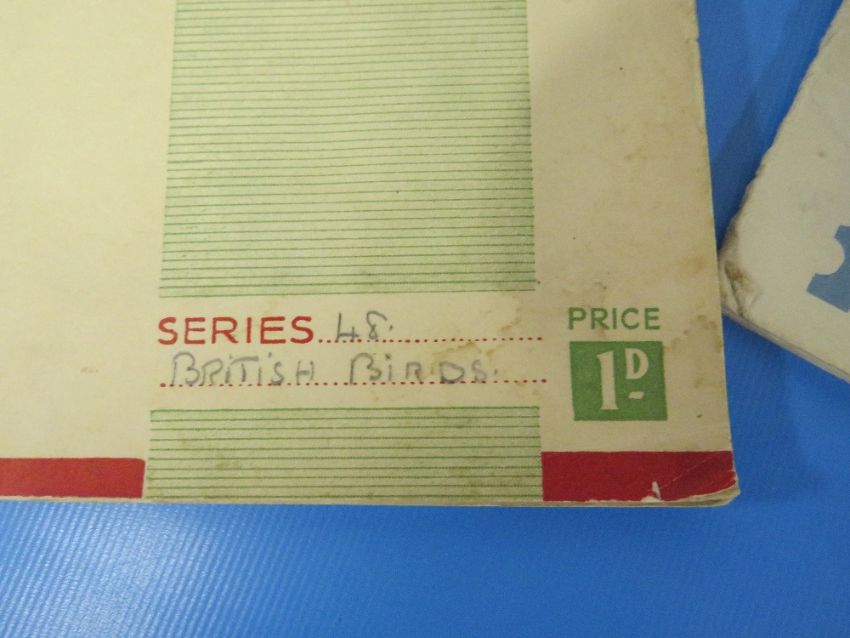 SERIES 48.
BRITISH BIRDS.
PRICE
1D-